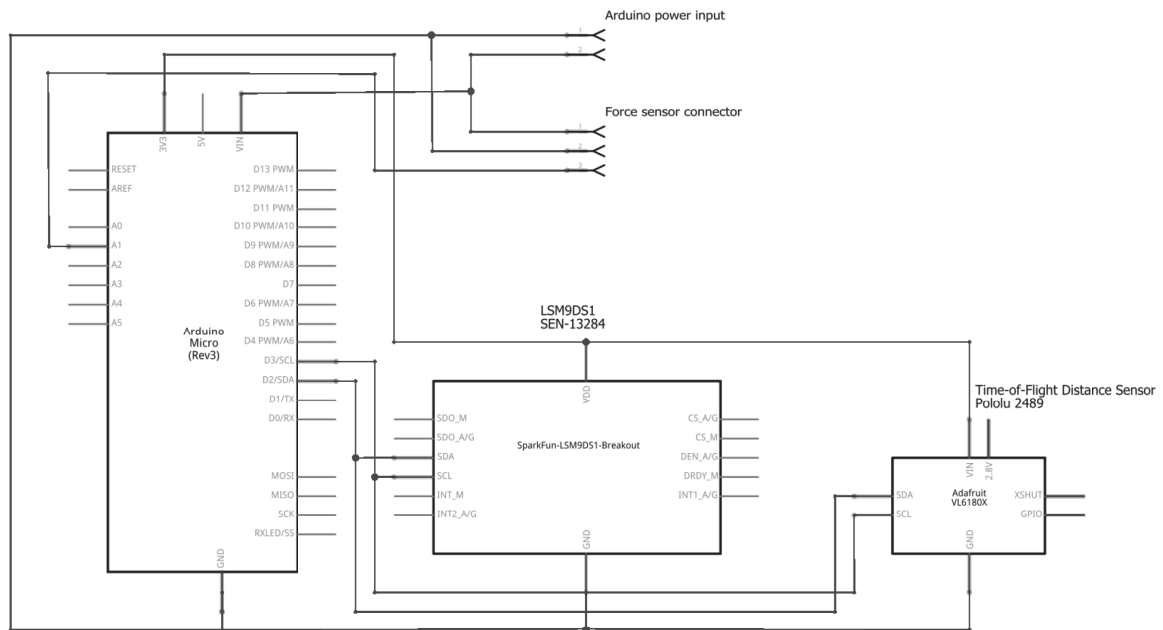 Arduino power input
1
2
Force sensor connector
1
2
3
3V3
5V
VIN
RESET
AREF
A0
A1
A2
A3
A4
A5
D13 PWM
D12 PWM/A11
D11 PWM
D10 PWM/A10
D9 PWM/A9
D8 PWM/A8
D7
D6 PWM/A7
D5 PWM
D4 PWM/A6
D3/SCL
D2/SDA
D1/TX
D0/RX
MOSI
MISO
SCK
RXLED/SS
GND
Arduino
Micro
(Rev3)
LSM9DS1
SEN-13284
VDD
SDO_M
SDO_A/G
SDA
SCL
INT_M
INT2_A/G
SparkFun-LSM9DS1-Breakout
CS_A/G
CS_M
DEN_A/G
DRDY_M
INT1_A/G
GND
Time-of-Flight Distance Sensor
Pololu 2489
VIN
2.8V
SDA
SCL
Adafruit
VL6180X
XSHUT
GPIO
GND